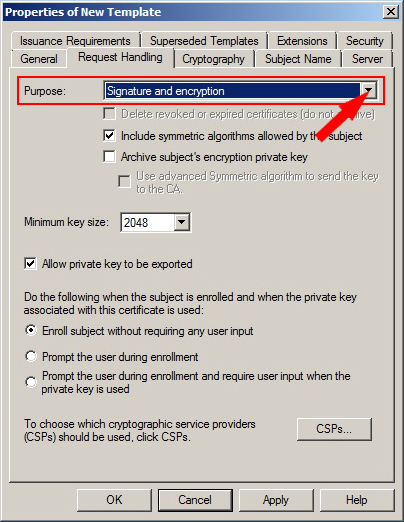 Properties of New Template
Issuance Requirements Superseded Templates Extensions Security
General Request Handling Cryptography Subject Name Server
Purpose: Signature and encryption
Delete revoked or expired certificates (do not archive)
Include symmetric algorithms allowed by the subject
Archive subject's encryption private key
Use advanced Symmetric algorithm to send the key
to the CA.
Minimum key size: 2048
Allow private key to be exported
Do the following when the subject is enrolled and when the private key
associated with this certificate is used:
Enroll subject without requiring any user input
Prompt the user during enrollment
Prompt the user during enrollment and require user input when the
private key is used
To choose which cryptographic service providers
(CSPs) should be used, click CSPs.
CSPs...
OK Cancel Apply Help